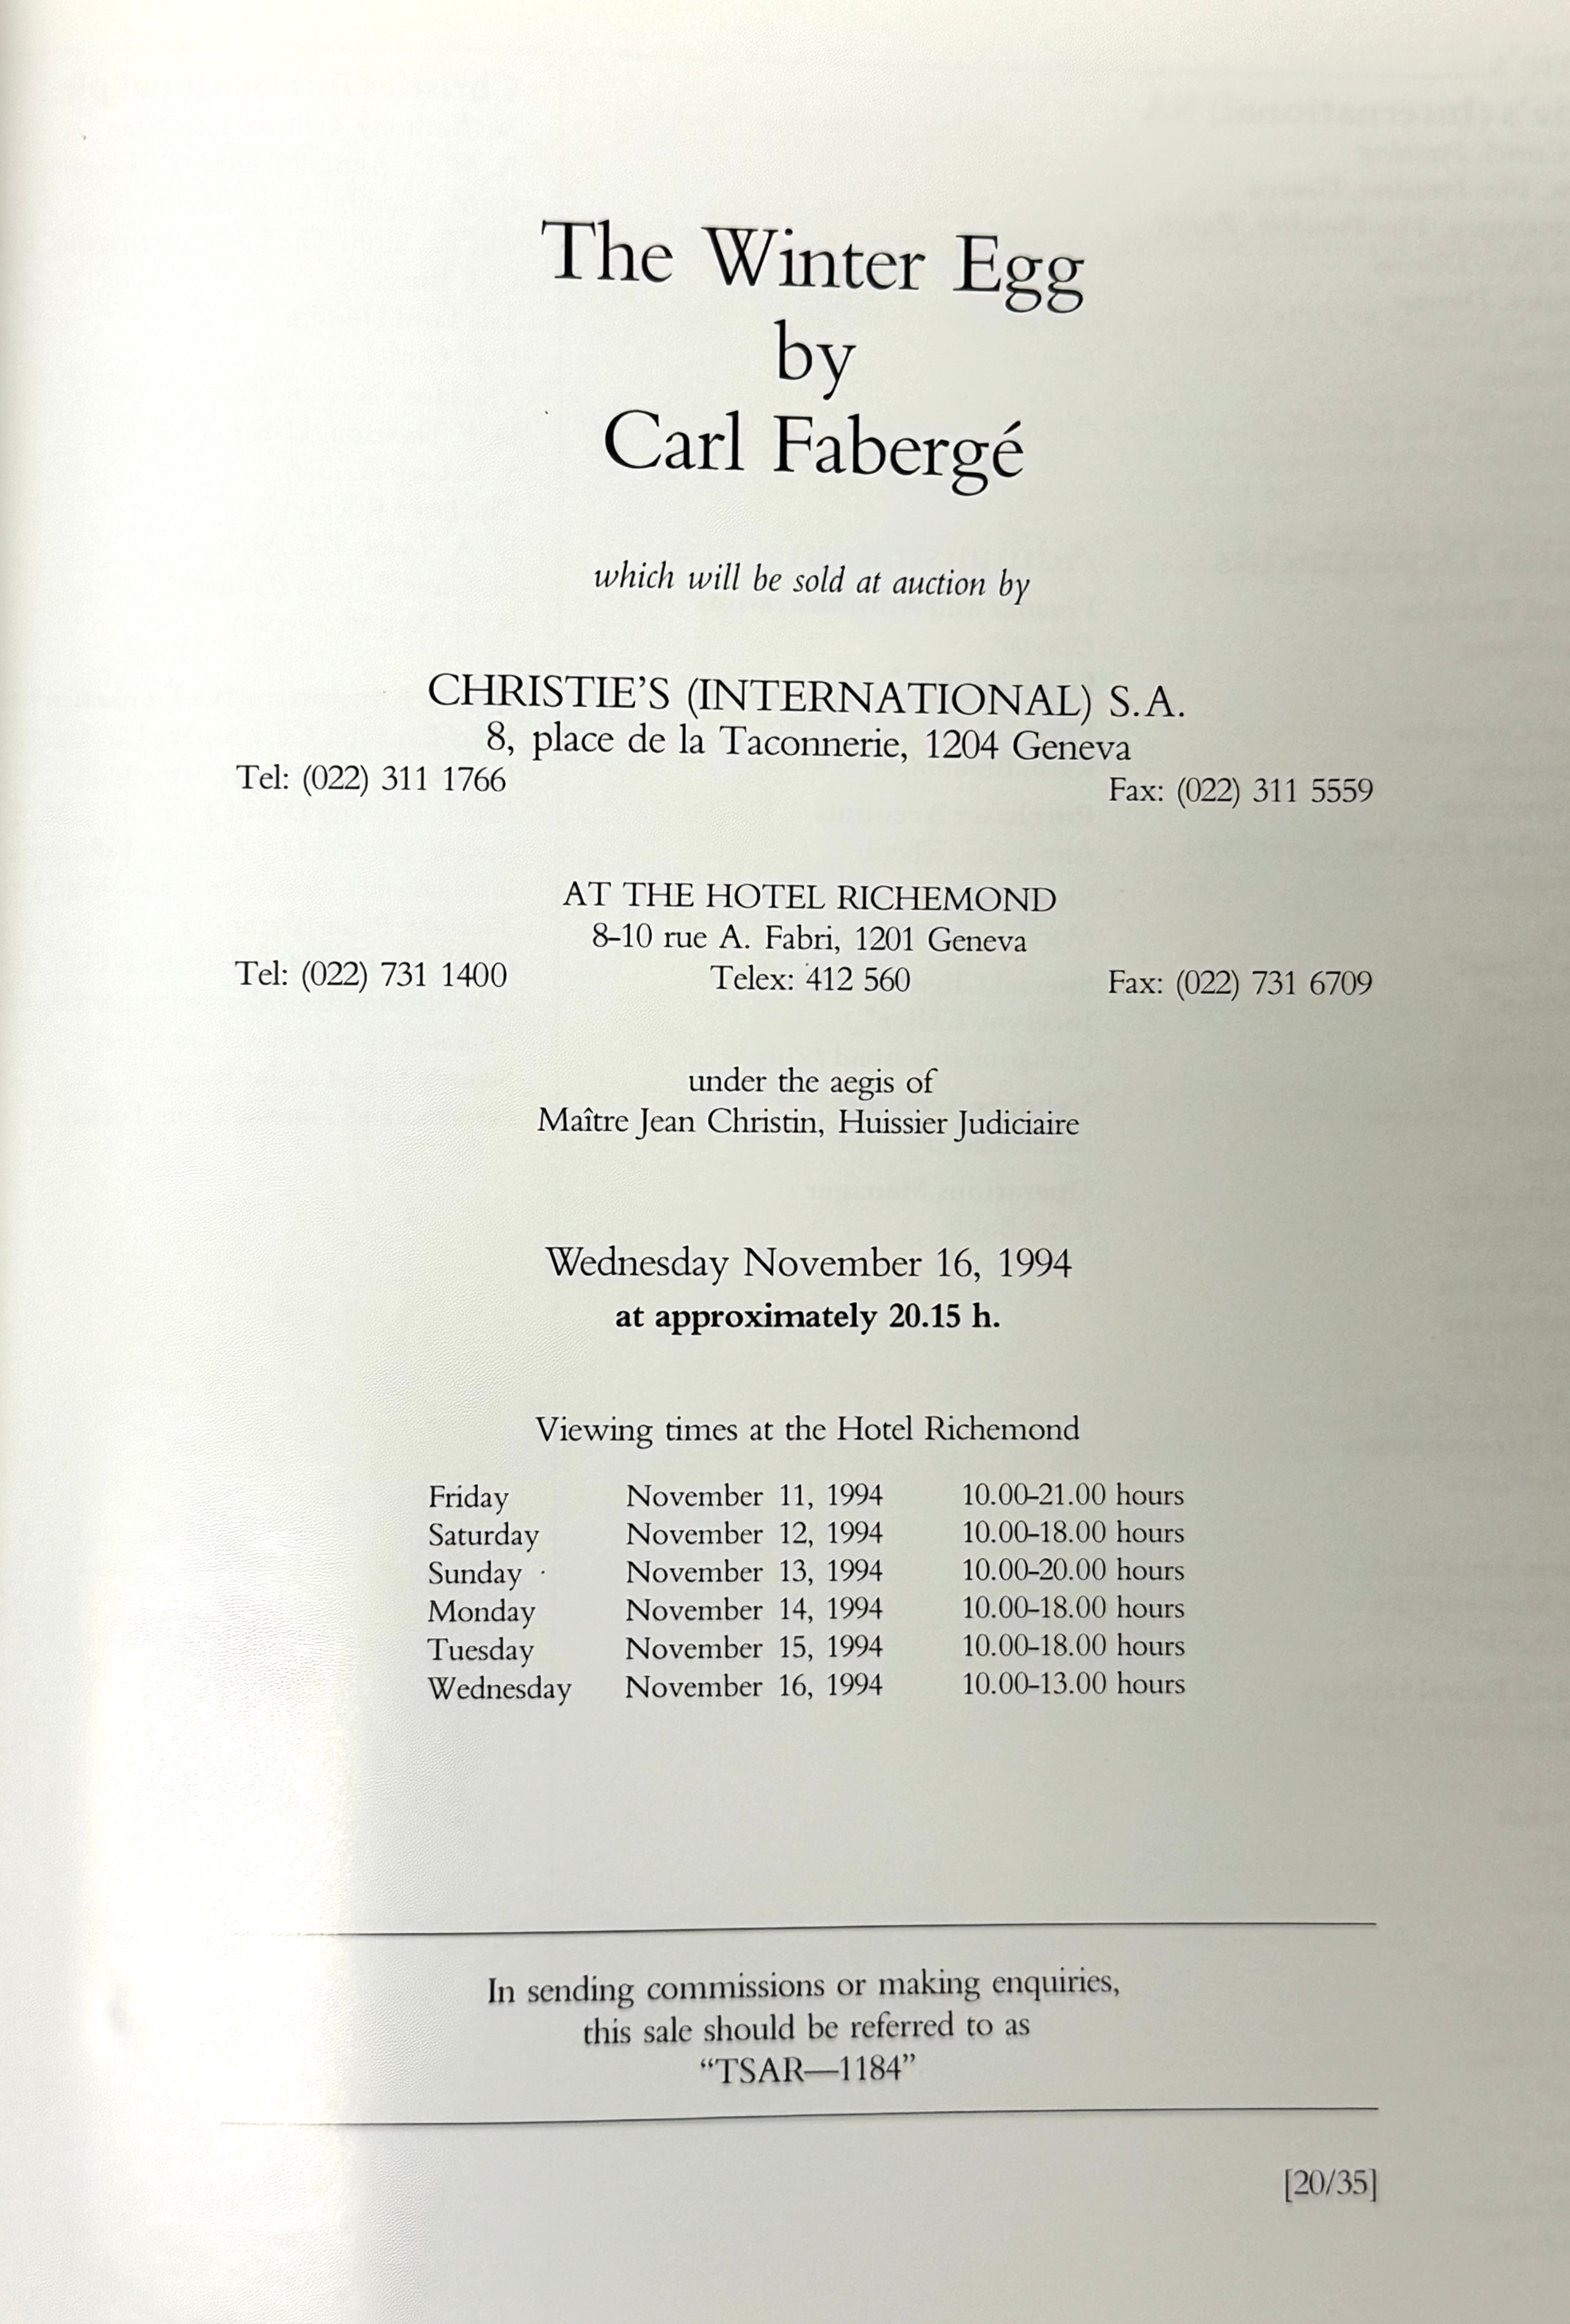 The Winter Egg
by
Carl Fabergé
which will be sold at auction by
CHRISTIE'S (INTERNATIONAL) S.A.
8, place de la Taconnerie, 1204 Geneva
Tel: (022) 311 1766 Fax: (022) 311 5559
AT THE HOTEL RICHEMOND
8–10 rue A. Fabri, 1201 Geneva
Tel: (022) 731 1400 Telex: 412 560 Fax: (022) 731 6709
under the aegis of
Maître Jean Christin, Huissier Judiciaire
Wednesday November 16, 1994
at approximately 20.15 h.
Viewing times at the Hotel Richemond
Friday November 11, 1994 10.00–21.00 hours
Saturday November 12, 1994 10.00–18.00 hours
Sunday November 13, 1994 10.00–20.00 hours
Monday November 14, 1994 10.00–18.00 hours
Tuesday November 15, 1994 10.00–18.00 hours
Wednesday November 16, 1994 10.00–13.00 hours
In sending commissions or making enquiries,
this sale should be referred to as
“TSAR—1184”
[20/35]